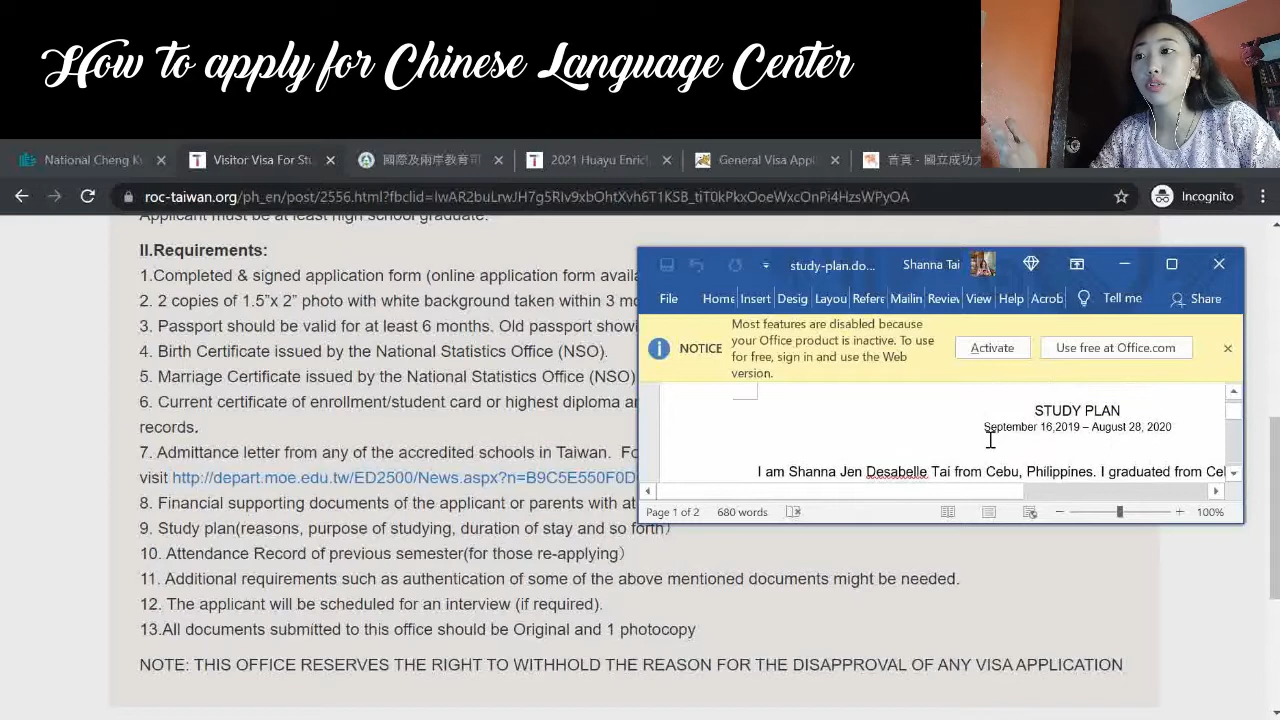 How to apply for Chinese Language Center
National Cheng K
Visitor Visa For Stu
國際及兩岸教育司
2021 Huayu Enric
General Visa Appl
首頁 - 國立成功大
roc-taiwan.org/ph_en/post/2556.html?fbclid=
Incognito
Applicant must be at least high school graduate.
II.Requirements:
1.Completed & signed application form (online application form availa
2. 2 copies of 1.5”x 2” photo with white background taken within 3 mo
3. Passport should be valid for at least 6 months. Old passport showi
4. Birth Certificate issued by the National Statistics Office (NSO).
5. Marriage Certificate issued by the National Statistics Office (NSO)
6. Current certificate of enrollment/student card or highest diploma an
records.
7. Admittance letter from any of the accredited schools in Taiwan. Fo
visit http://depart.moe.edu.tw/ED2500/News.aspx?n=B9C5E550F0D
8. Financial supporting documents of the applicant or parents with at
9. Study plan(reasons, purpose of studying, duration of stay and so forth）
10. Attendance Record of previous semester(for those re-applying）
11. Additional requirements such as authentication of some of the above mentioned documents might be needed.
12. The applicant will be scheduled for an interview (if required).
13.All documents submitted to this office should be Original and 1 photocopy
NOTE: THIS OFFICE RESERVES THE RIGHT TO WITHHOLD THE REASON FOR THE DISAPPROVAL OF ANY VISA APPLICATION
study-plan.do...
Shanna Tai
File Home Insert Desig Layou Refere Mailin Review View Help Acrob Tell me Share
NOTICE
Most features are disabled because
your Office product is inactive. To use
for free, sign in and use the Web
version.
Activate
Use free at Office.com
STUDY PLAN
September 16,2019 – August 28, 2020
I am Shanna Jen Desabelle Tai from Cebu, Philippines. I graduated from Ce
Page 1 of 2 680 words 100%